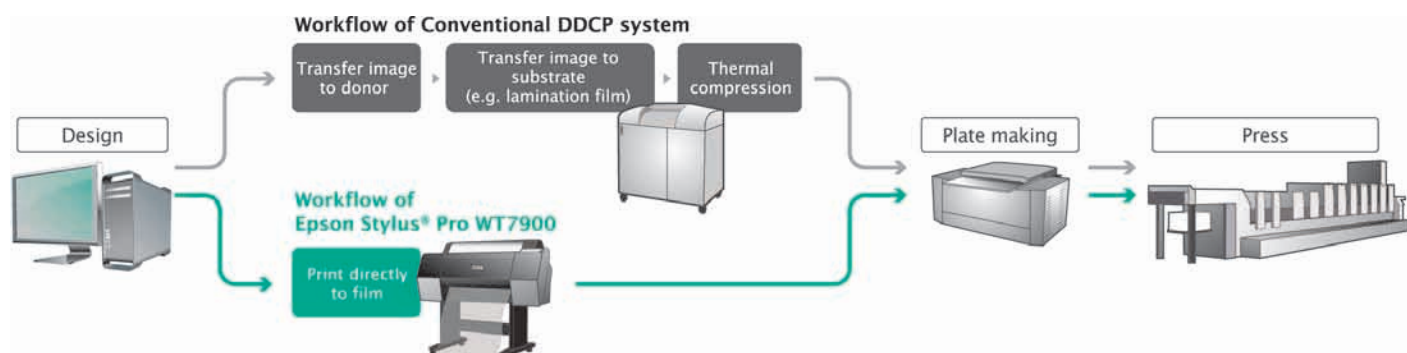 Workflow of Conventional DDCP system
Transfer image
to donor
Transfer image to
substrate
(e.g. lamination film)
Thermal
compression
Design
Plate making
Press
Workflow of
Epson Stylus® Pro WT7900
Print directly
to film